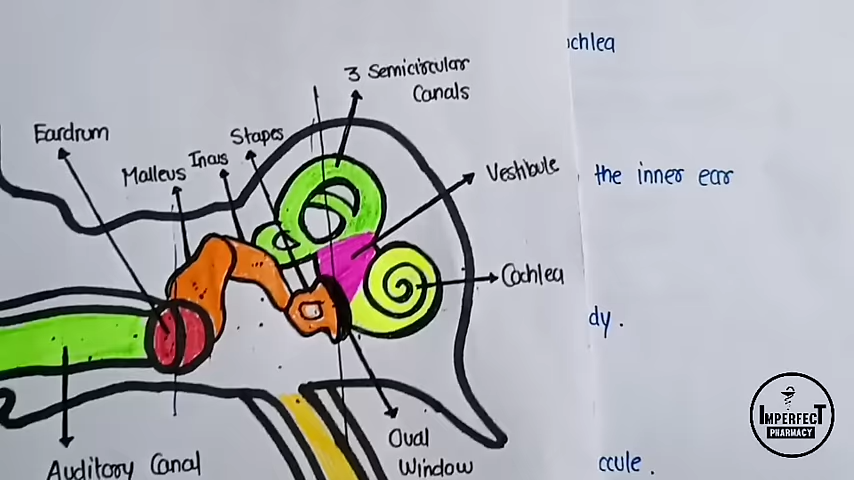 3 Semicircular
Canals
Eardrum
Stapes
Incus
Malleus
Vestibule
Cochlea
Oval
Window
Auditory Canal
ochlea
the inner ear
dy.
ccule.
IMPERFECT
PHARMACY